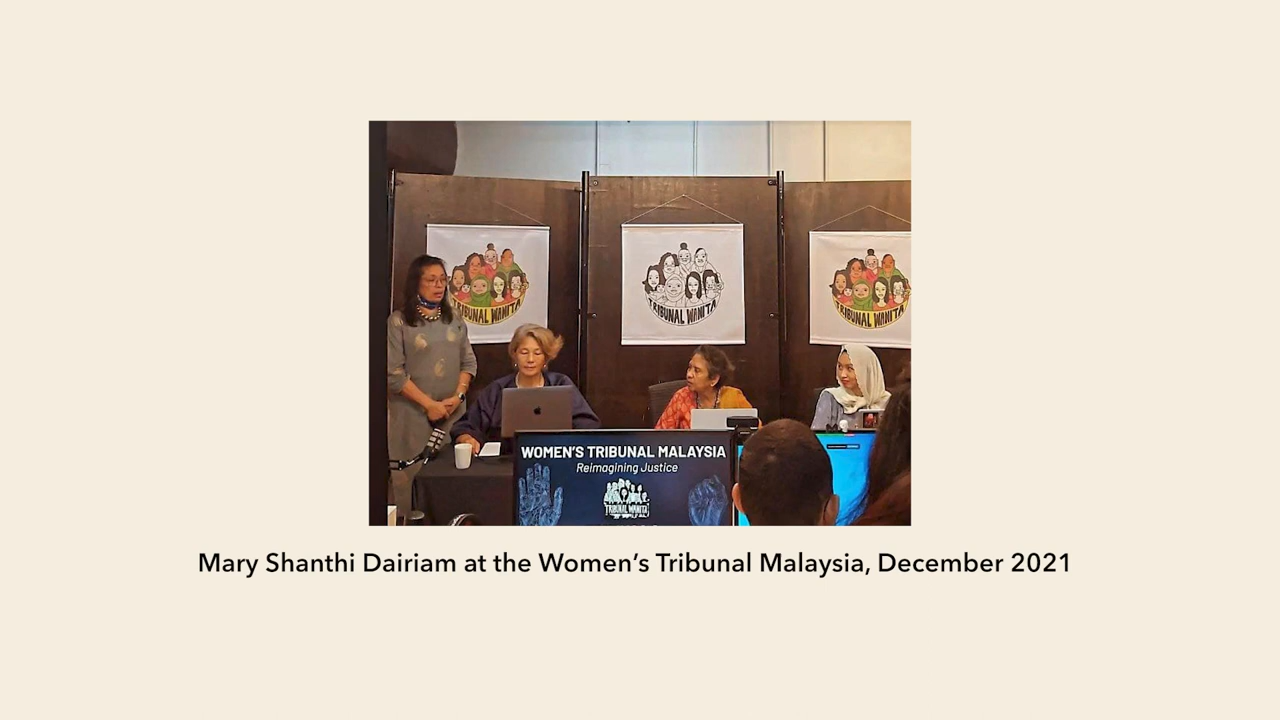 TRIBUNAL WANITA
TRIBUNAL WANITA
TRIBUNAL WANITA
WOMEN'S TRIBUNAL MALAYSIA
Reimagining Justice
TRIBUNAL WANITA
Mary Shanthi Dairiam at the Women’s Tribunal Malaysia, December 2021